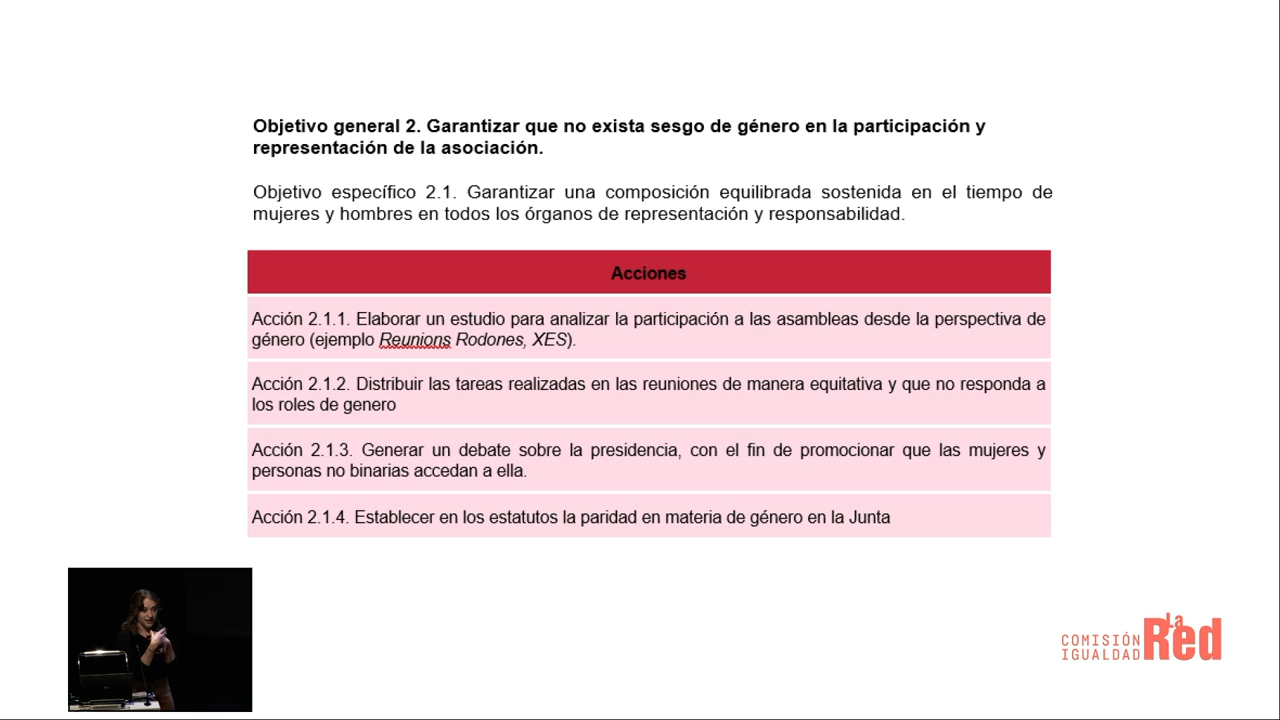 Objetivo general 2. Garantizar que no exista sesgo de género en la participación y
representación de la asociación.
Objetivo específico 2.1. Garantizar una composición equilibrada sostenida en el tiempo de
mujeres y hombres en todos los órganos de representación y responsabilidad.
Acciones
Acción 2.1.1. Elaborar un estudio para analizar la participación a las asambleas desde la perspectiva de
género (ejemplo Reunions Rodones, XES).
Acción 2.1.2. Distribuir las tareas realizadas en las reuniones de manera equitativa y que no responda a
los roles de genero
Acción 2.1.3. Generar un debate sobre la presidencia, con el fin de promocionar que las mujeres y
personas no binarias accedan a ella.
Acción 2.1.4. Establecer en los estatutos la paridad en materia de género en la Junta
COMISIÓN
IGUALDAD
La
Red